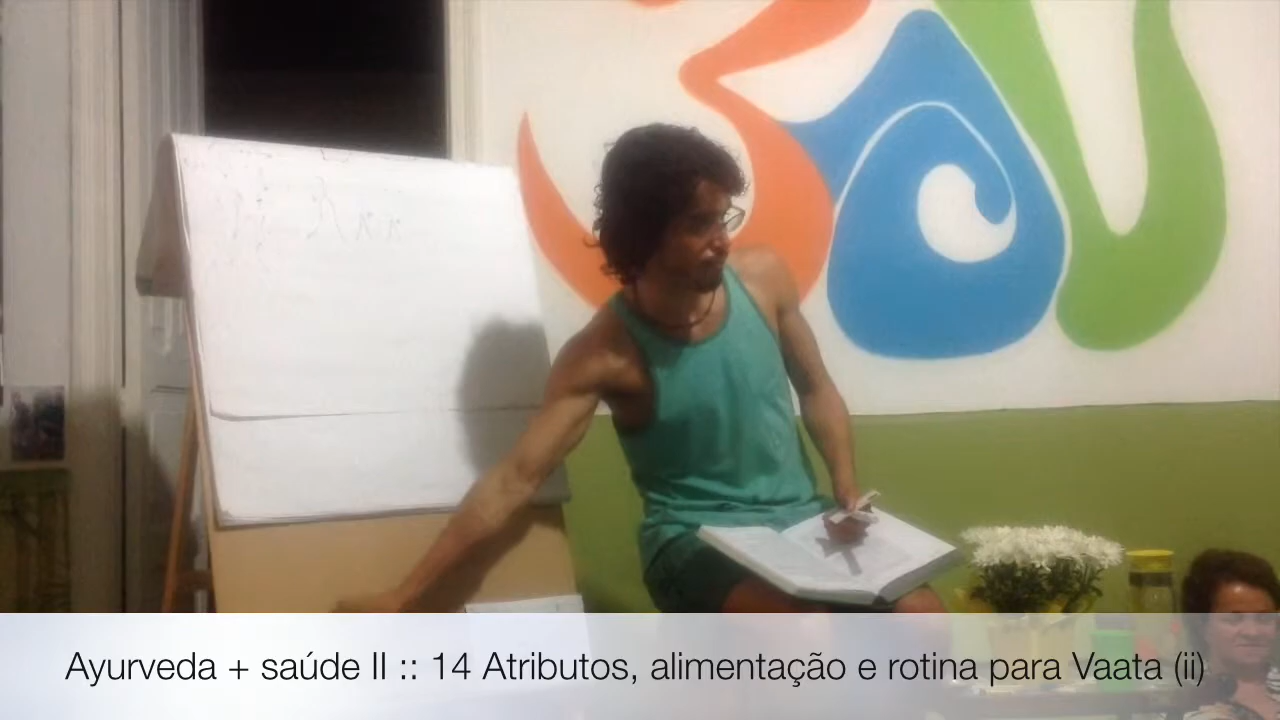 Ayurveda + saúde II :: 14 Atributos, alimentação e rotina para Vaata (ii)